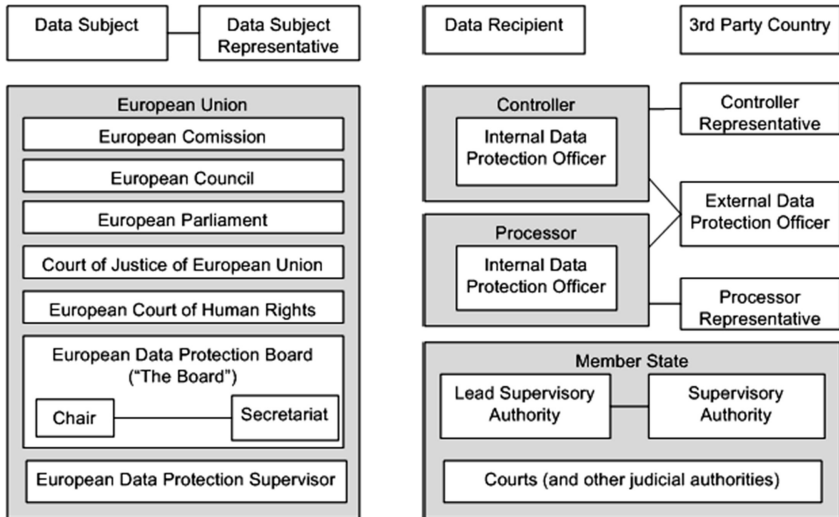 Data Subject
Data Subject
Representative
Data Recipient
3rd Party Country
European Union
European Comission
European Council
European Parliament
Court of Justice of European Union
European Court of Human Rights
European Data Protection Board
(“The Board”)
Chair
Secretariat
European Data Protection Supervisor
Controller
Internal Data
Protection Officer
Controller
Representative
External Data
Protection Officer
Processor
Internal Data
Protection Officer
Processor
Representative
Member State
Lead Supervisory
Authority
Supervisory
Authority
Courts (and other judicial authorities)